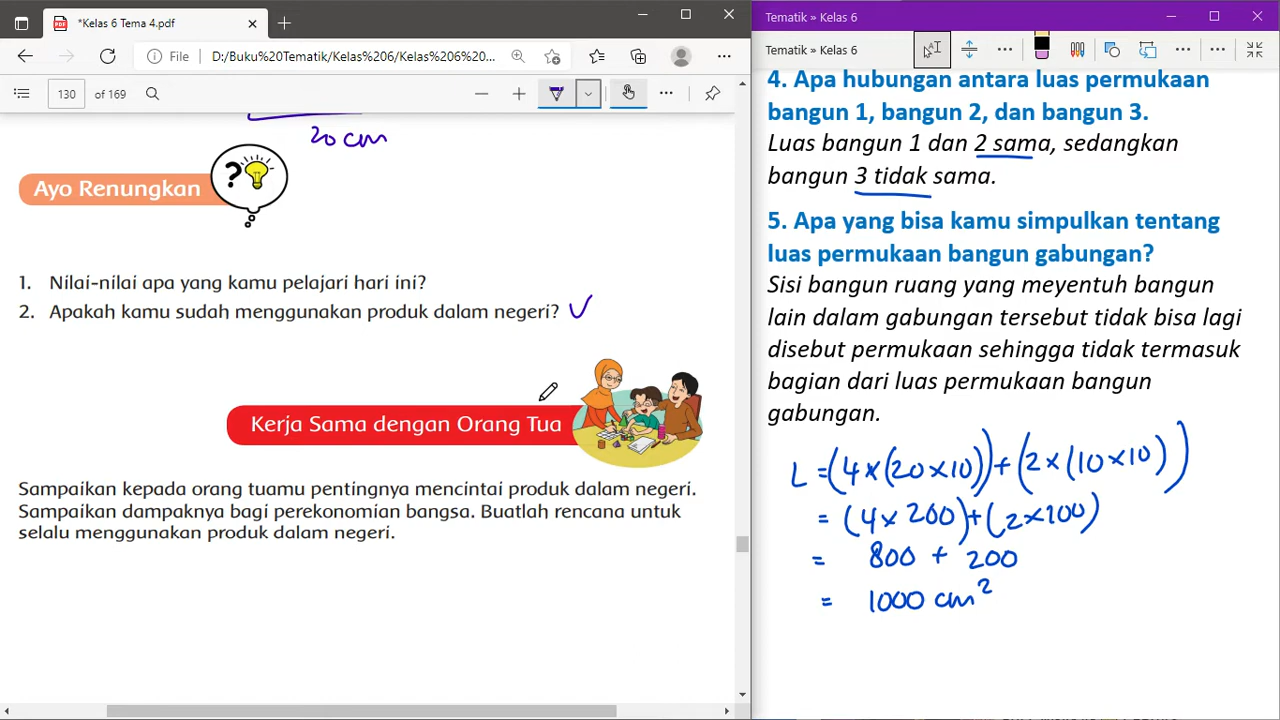 *Kelas 6 Tema 4.pdf
File
D:/Buku%20Tematik/Kelas%206/Kelas%206%2...
130 of 169
20 cm
?
Ayo Renungkan
1. Nilai-nilai apa yang kamu pelajari hari ini?
2. Apakah kamu sudah menggunakan produk dalam negeri?
Kerja Sama dengan Orang Tua
Sampaikan kepada orang tuamu pentingnya mencintai produk dalam negeri.
Sampaikan dampaknya bagi perekonomian bangsa. Buatlah rencana untuk
selalu menggunakan produk dalam negeri.
Tematik » Kelas 6
Tematik » Kelas 6
4. Apa hubungan antara luas permukaan
bangun 1, bangun 2, dan bangun 3.
Luas bangun 1 dan 2 sama, sedangkan
bangun 3 tidak sama.
5. Apa yang bisa kamu simpulkan tentang
luas permukaan bangun gabungan?
Sisi bangun ruang yang meyentuh bangun
lain dalam gabungan tersebut tidak bisa lagi
disebut permukaan sehingga tidak termasuk
bagian dari luas permukaan bangun
gabungan.
L = (4 x (20 x 10)) + (2 x (10 x 10))
= (4 x 200) + (2 x 100)
= 800 + 200
= 1000 cm²